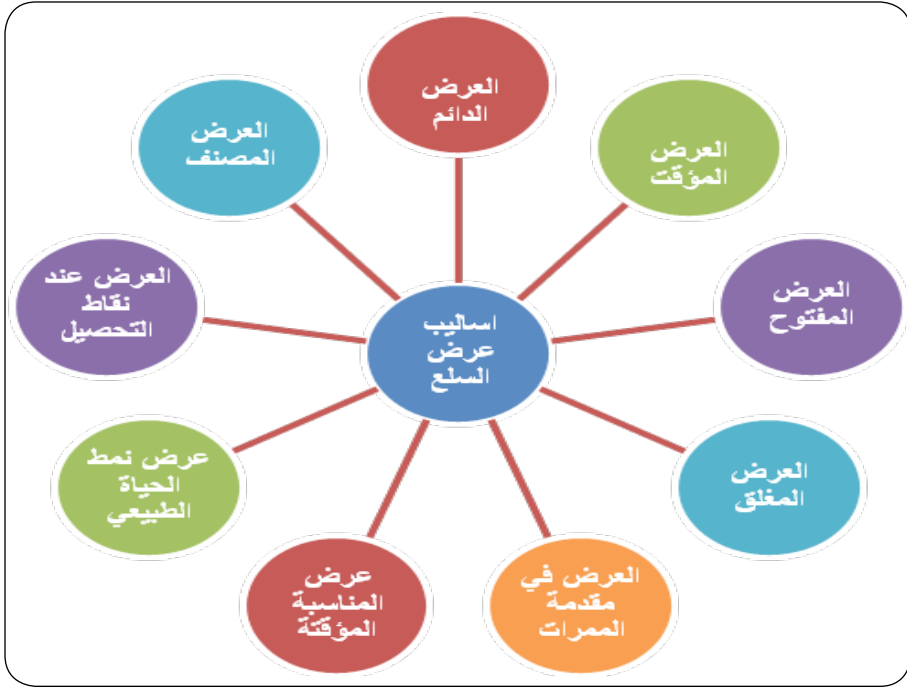 العرض
الدائم
العرض
المؤقت
العرض
المفتوح
العرض
المغلق
العرض في
مقدمة
الممرات
عرض
المناسبة
المؤقتة
عرض نمط
الحياة
الطبيعي
العرض عند
نقاط
التحصيل
العرض
المصنف
اساليب
عرض
السلع